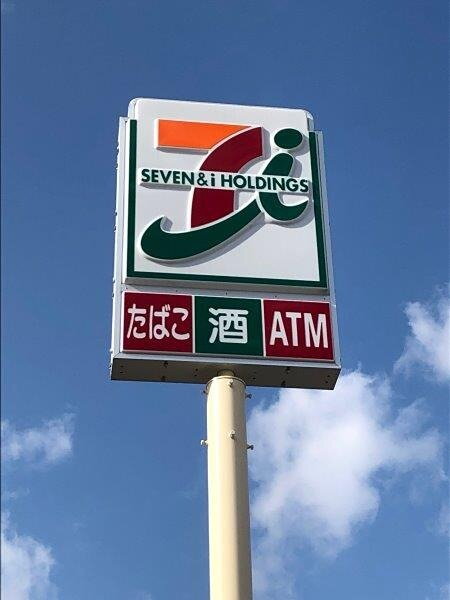 SEVEN & i HOLDINGS
たばこ 酒 ATM